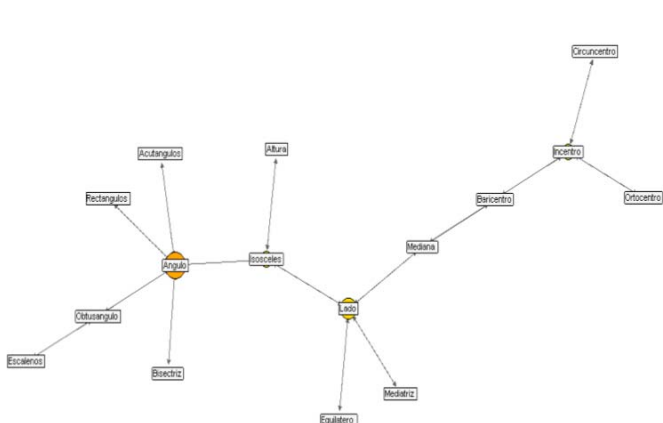 Circuncentro
Acutangulos
Altura
Incentro
Rectangulos
Baricentro
Ortocentro
Mediana
Angulo
Isosceles
Lado
Obtusangulo
Escalenos
Bisectriz
Mediatriz
Equilatero